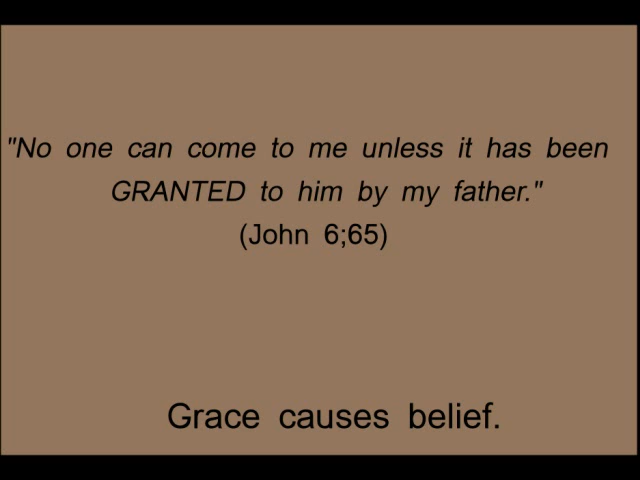 "No one can come to me unless it has been
GRANTED to him by my father."
(John 6;65)
Grace causes belief.